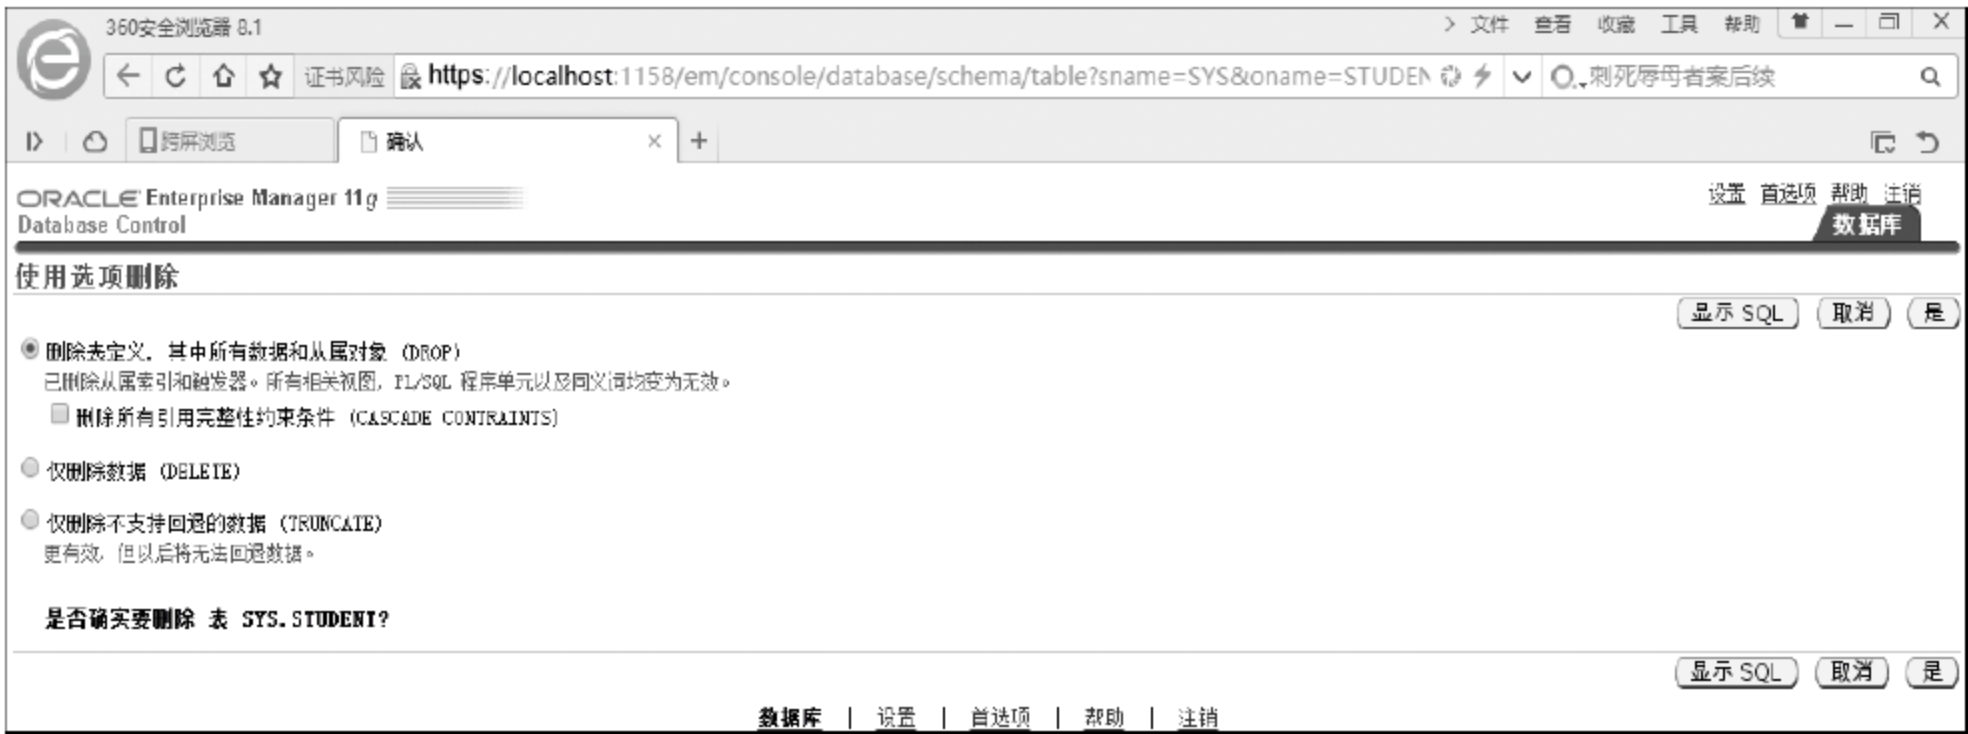 360安全浏览器 8.1
> 文件 查看 收藏 工具 帮助
证书风险 https://localhost:1158/em/console/database/schema/table?sname=SYS&oname=STUDEN 刺死辱母者案后续
跨屏浏览 确认
ORACLE Enterprise Manager 11g
Database Control
设置 首选项 帮助 注销
数据库
使用选项删除
显示 SQL 取消 是
删除表定义, 其中所有数据和从属对象 (DROP)
已删除从属索引和触发器。所有相关视图, PL/SQL 程序单元以及同义词均变为无效。
删除所有引用完整性约束条件 (CASCADE CONTRAINTS)
仅删除数据 (DELETE)
仅删除不支持回退的数据 (TRUNCATE)
更有效, 但以后将无法回退数据。
是否确实要删除 表 SYS.STUDENT?
显示 SQL 取消 是
数据库 | 设置 | 首选项 | 帮助 | 注销